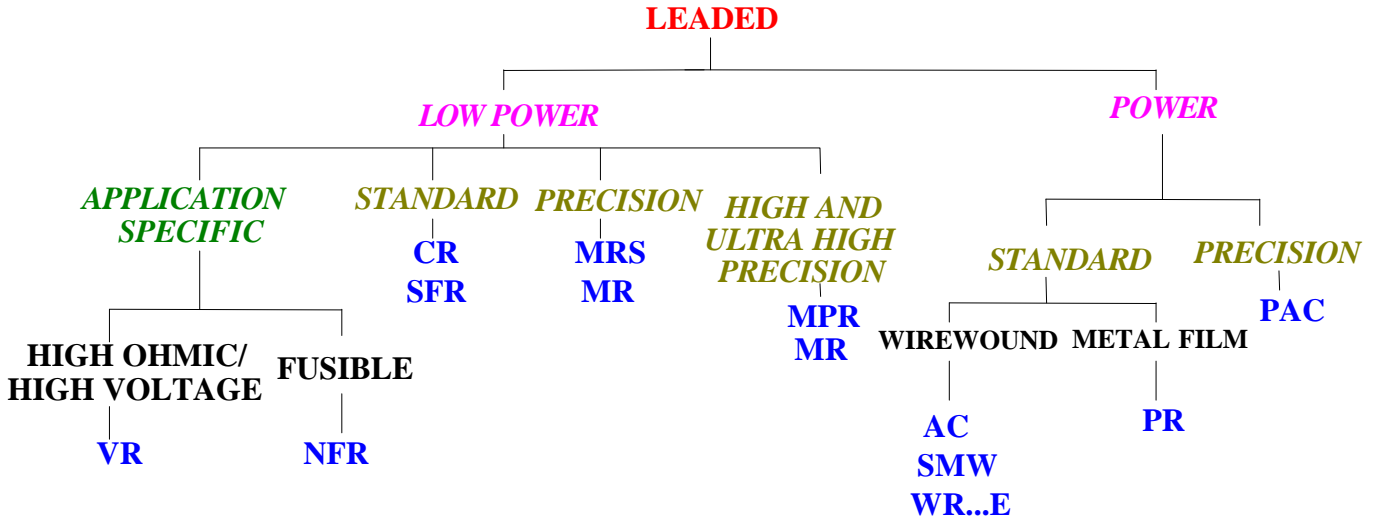 LEADED
LOW POWER
POWER
APPLICATION
SPECIFIC
STANDARD
PRECISION
HIGH AND
ULTRA HIGH
PRECISION
STANDARD
PRECISION
CR
SFR
MRS
MR
MPR
MR
WIREWOUND
METAL FILM
PAC
HIGH OHMIC/
HIGH VOLTAGE
FUSIBLE
VR
NFR
AC
SMW
WR...E
PR